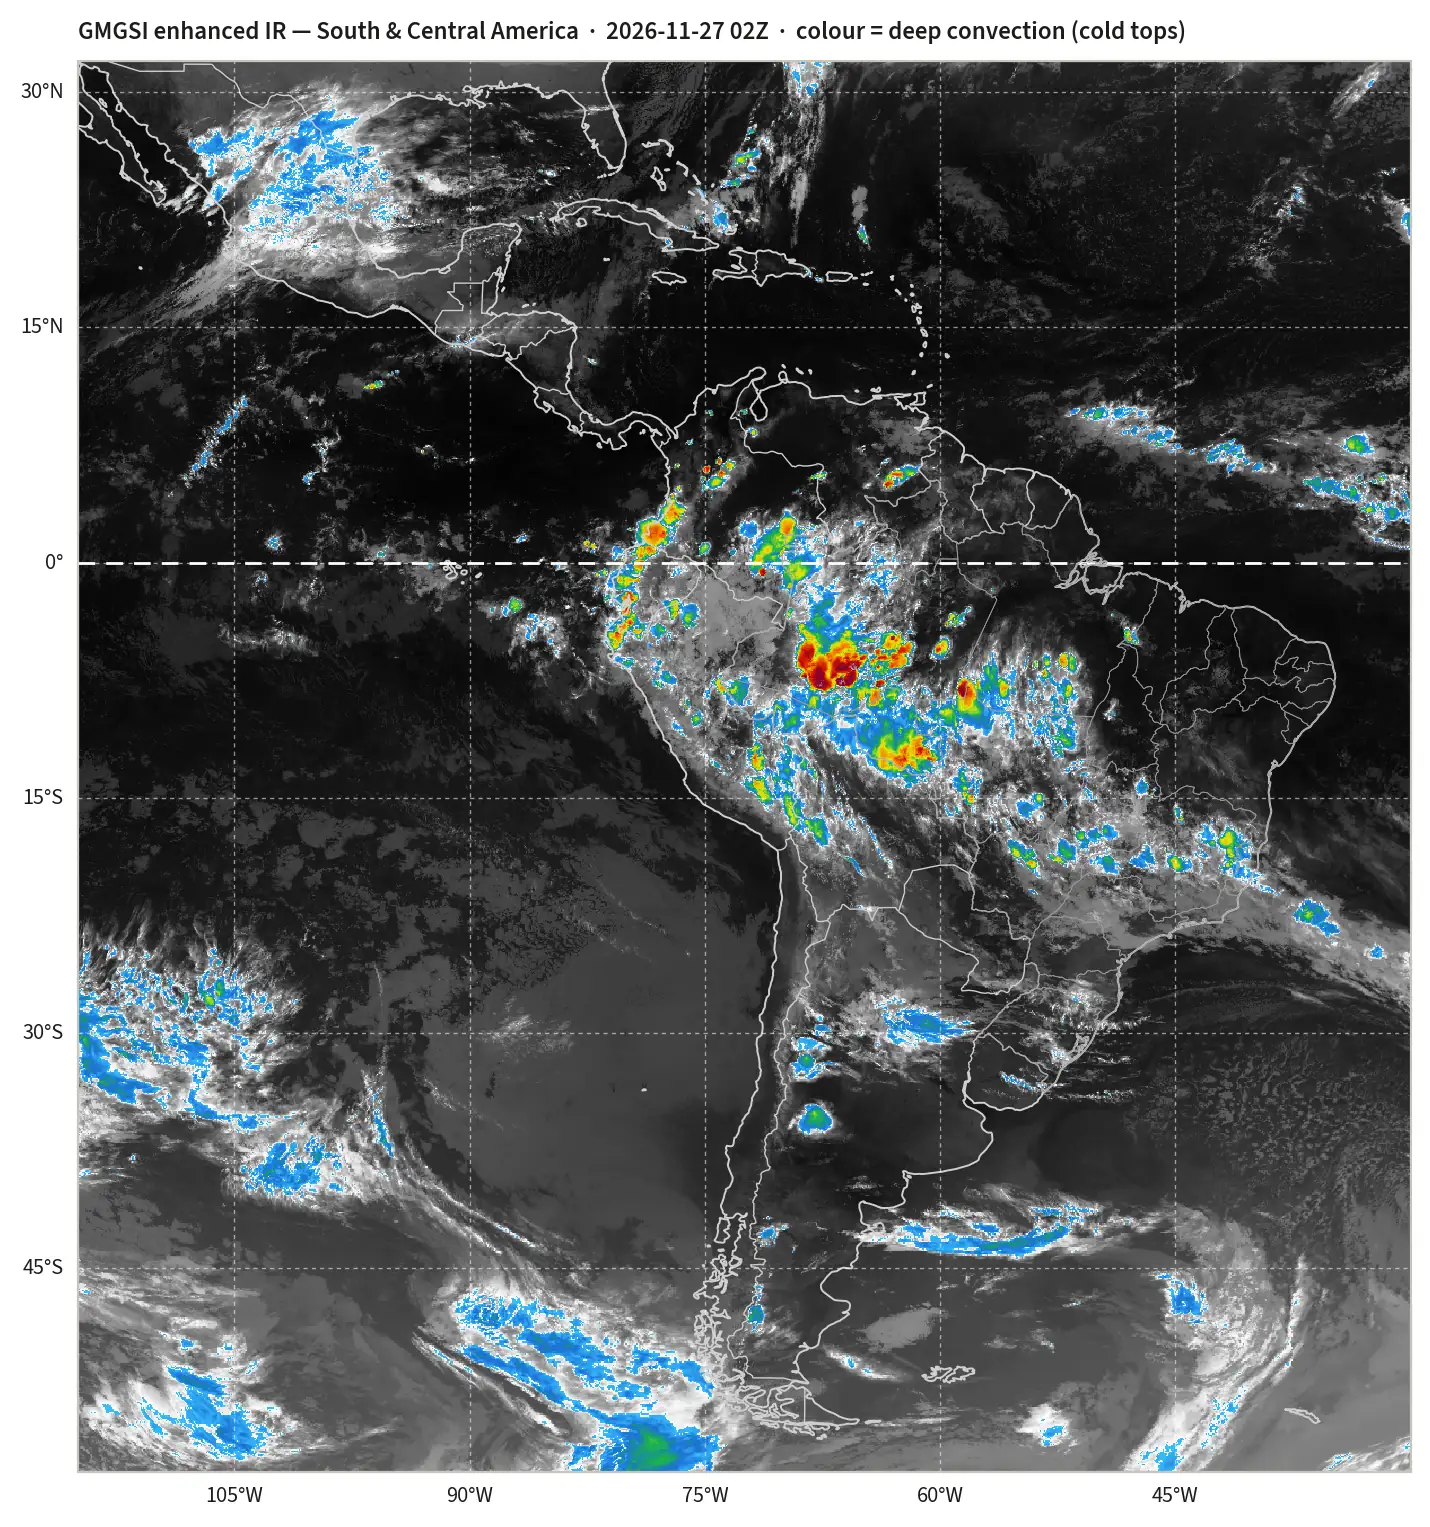 GMGSI enhanced IR — South & Central America · 2026-11-27 02Z · colour = deep convection (cold tops)
30°N
15°N
0°
15°S
30°S
45°S
105°W
90°W
75°W
60°W
45°W